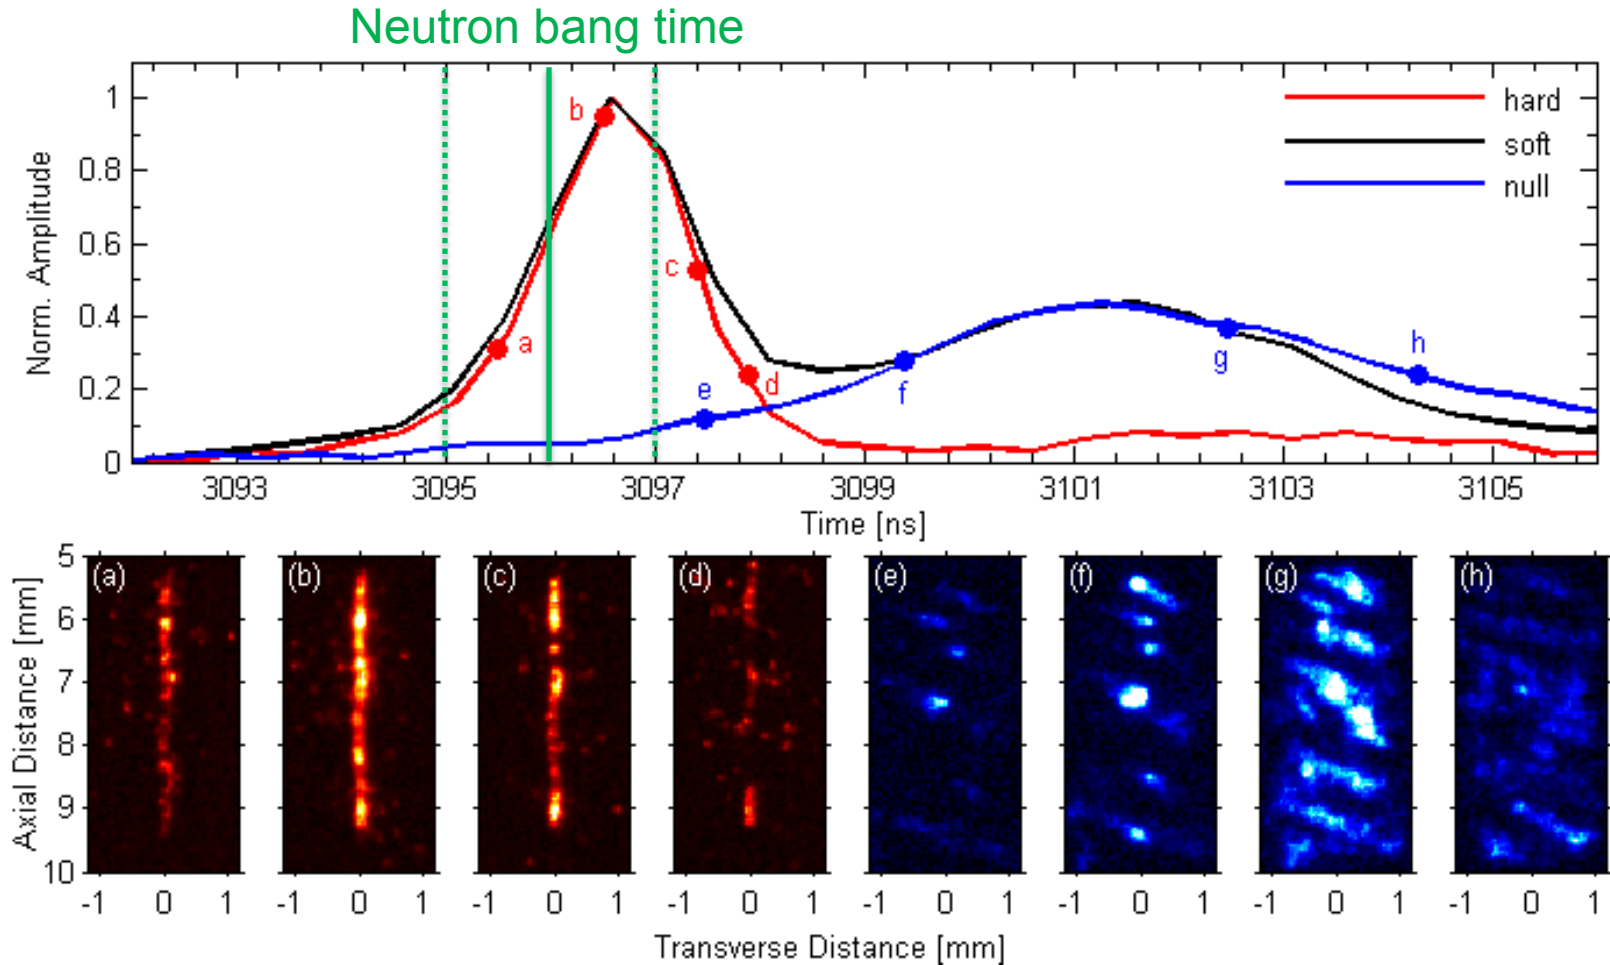 Neutron bang time
1
0.8
0.6
0.4
0.2
0
Norm. Amplitude
hard
soft
null
a
b
c
d
e
f
g
h
3093 3095 3097 3099 3101 3103 3105
Time [ns]
(a) (b) (c) (d) (e) (f) (g) (h)
5
6
7
8
9
10
Axial Distance [mm]
-1 0 1 -1 0 1 -1 0 1 -1 0 1 -1 0 1 -1 0 1 -1 0 1 -1 0 1
Transverse Distance [mm]